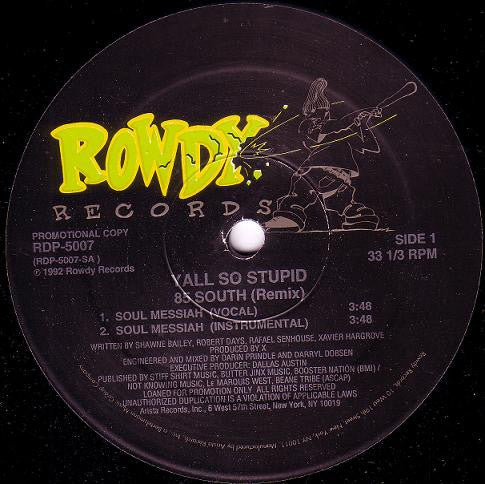 ROWDY
RECORDS
PROMOTIONAL COPY
RDP-5007
(RDP-5007-SA)
℗ 1992 Rowdy Records
SIDE 1
33 1/3 RPM
YALL SO STUPID
85 SOUTH (Remix)
1. SOUL MESSIAH (VOCAL) 3:48
2. SOUL MESSIAH (INSTRUMENTAL) 3:48
WRITTEN BY SHAWNE BAILEY, ROBERT DAYS, RAFAEL SENHOUSE, XAVIER HARGROVE
PRODUCED BY X
ENGINEERED AND MIXED BY DARIN PRINDLE AND DARRYL DOBSEN
EXECUTIVE PRODUCER: DALLAS AUSTIN
PUBLISHED BY STIFF SHIRT MUSIC, BUTTER JINX MUSIC, BOOSTER NATION (BMI) /
NOT KNOWING MUSIC, Le MARQUIS WEST, BEANE TRIBE (ASCAP)
LOANED FOR PROMOTION ONLY. ALL RIGHTS RESERVED
UNAUTHORIZED DUPLICATION IS A VIOLATION OF APPLICABLE LAWS
Arista Records, Inc., 6 West 57th Street, New York, NY 10019